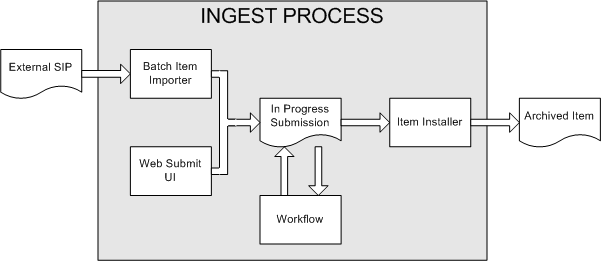 INGEST PROCESS
External SIP
Batch Item
Importer
In Progress
Submission
Item Installer
Archived Item
Web Submit
UI
Workflow